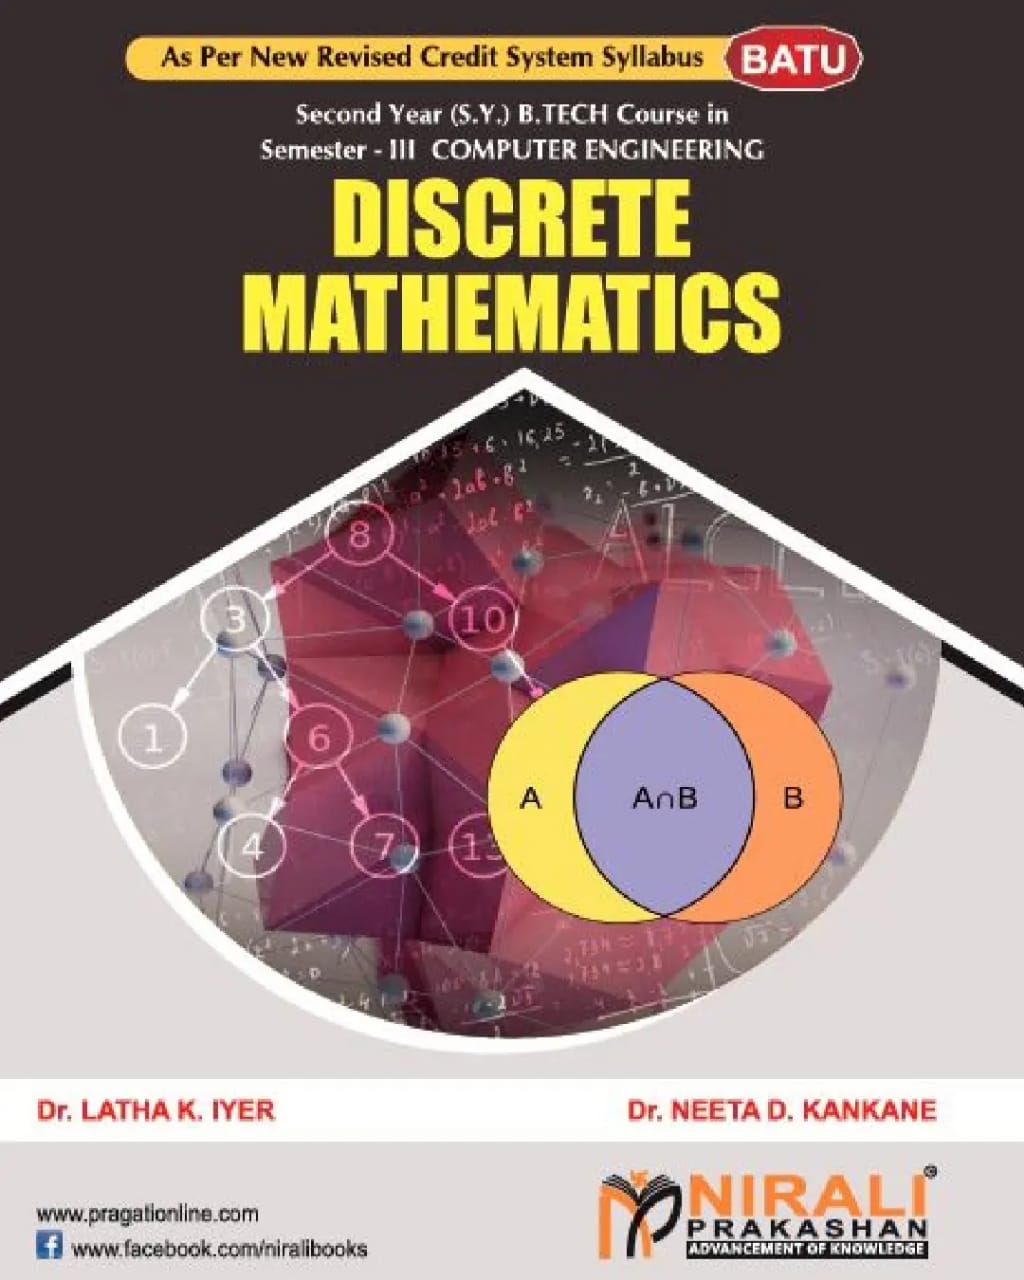 As Per New Revised Credit System Syllabus BATU
Second Year (S.Y.) B.TECH Course in
Semester - III COMPUTER ENGINEERING
DISCRETE
MATHEMATICS
8
3
10
1
6
4
7
A
A∩B
B
Dr. LATHA K. IYER
Dr. NEETA D. KANKANE
www.pragationline.com
www.facebook.com/niralibooks
NIRALI ©
PRAKASHAN
ADVANCEMENT OF KNOWLEDGE